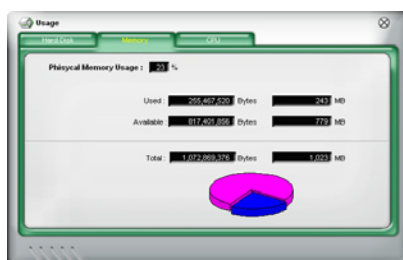 Usage
Hard Disk Memory CPU
Phisycal Memory Usage : 23 %
Used : 255,467,520 Bytes 243 MB
Available : 817,401,856 Bytes 779 MB
Total : 1,072,869,376 Bytes 1,023 MB